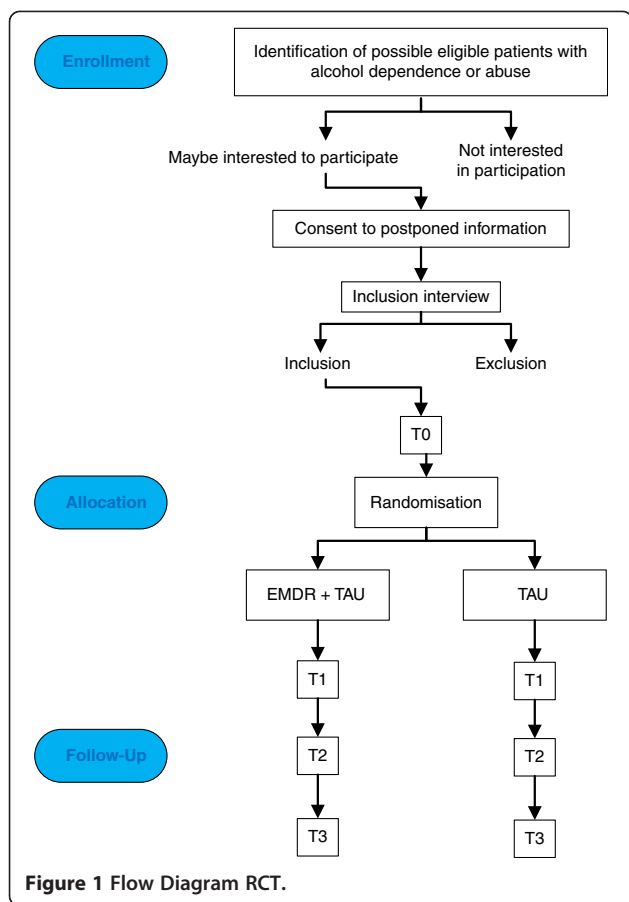 Enrollment
Identification of possible eligible patients with
alcohol dependence or abuse
Maybe interested to participate
Not interested
in participation
Consent to postponed information
Inclusion interview
Inclusion
Exclusion
T0
Allocation
Randomisation
EMDR + TAU
TAU
T1
T1
Follow-Up
T2
T2
T3
T3
Figure 1 Flow Diagram RCT.